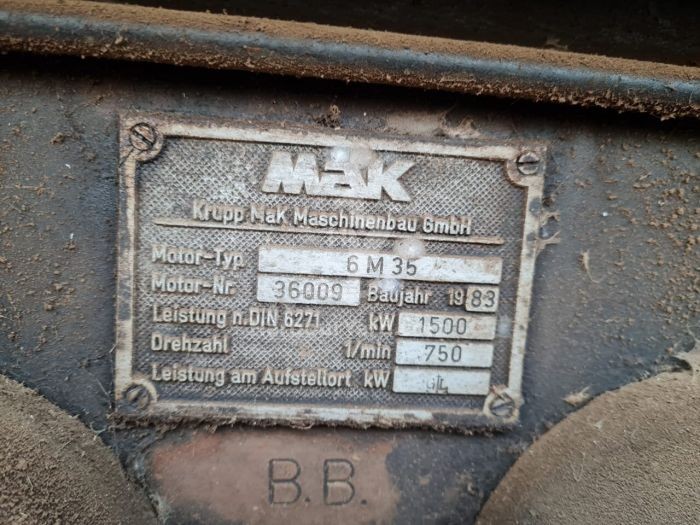 MaK
Krupp MaK Maschinenbau GmbH
Motor-Typ 6 M 35
Motor-Nr 36009 Baujahr 1983
Leistung n.DIN 6271 kW 1500
Drehzahl 1/min 750
Leistung am Aufstellort kW
B.B.